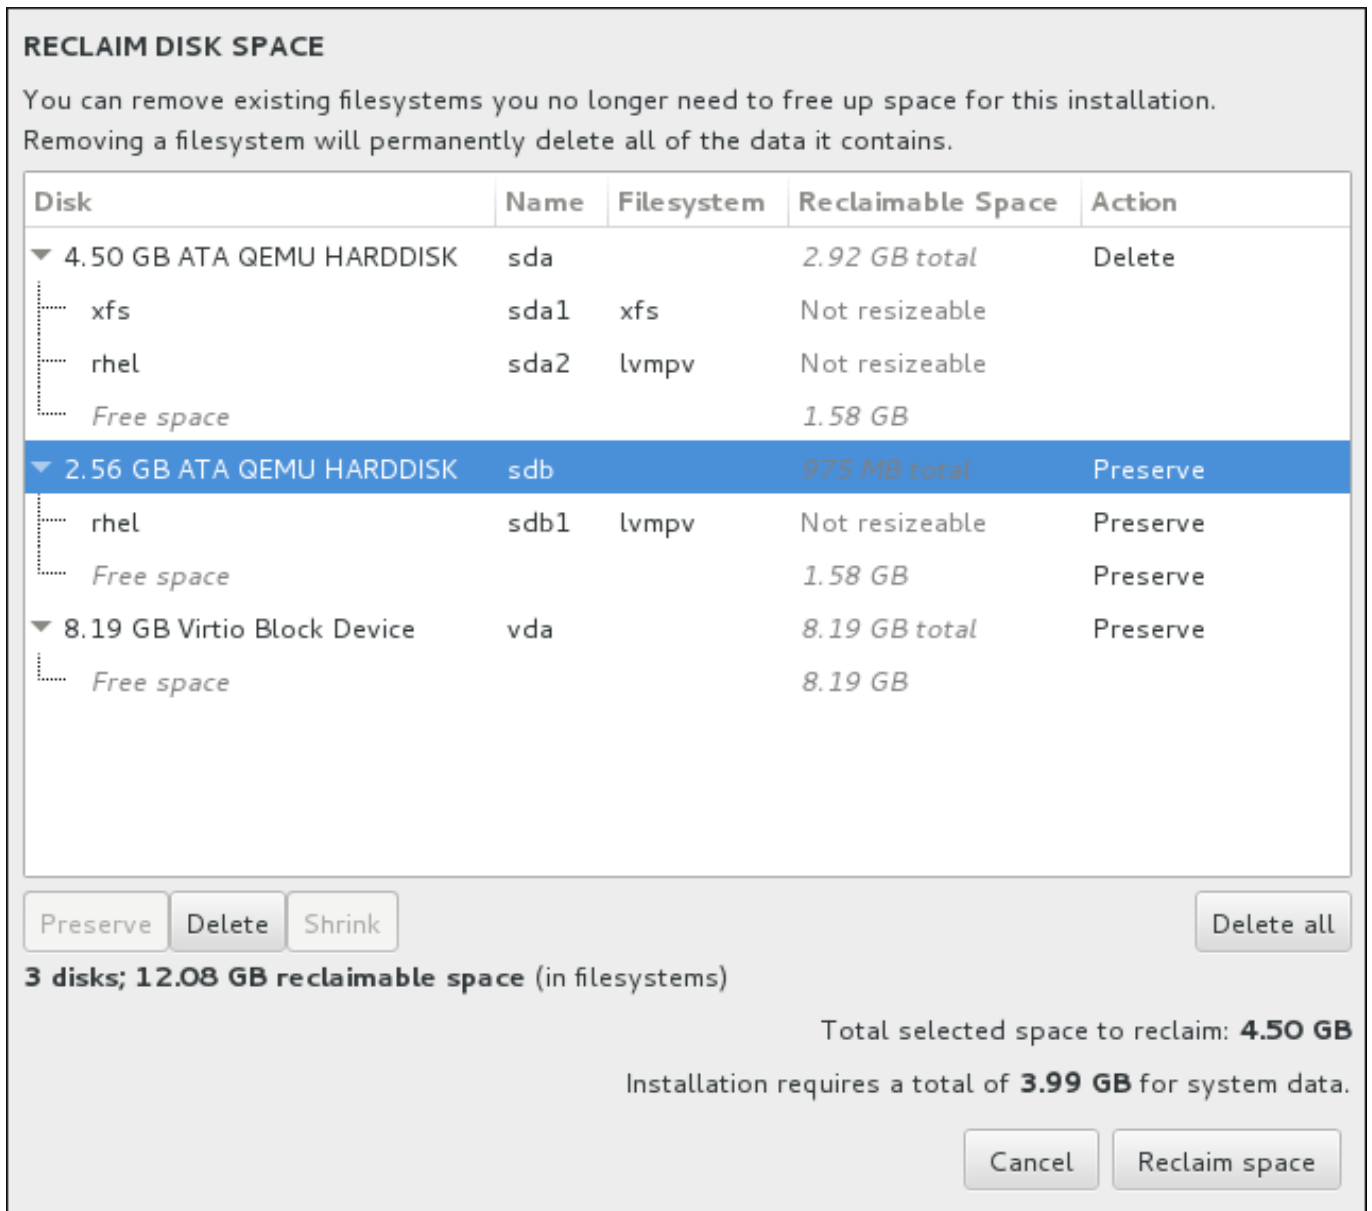 RECLAIM DISK SPACE
You can remove existing filesystems you no longer need to free up space for this installation.
Removing a filesystem will permanently delete all of the data it contains.
Disk Name Filesystem Reclaimable Space Action
4.50 GB ATA QEMU HARDDISK sda 2.92 GB total Delete
xfs sda1 xfs Not resizeable
rhel sda2 lvmpv Not resizeable
Free space 1.58 GB
2.56 GB ATA QEMU HARDDISK sdb 975 MB total Preserve
rhel sdb1 lvmpv Not resizeable Preserve
Free space 1.58 GB Preserve
8.19 GB Virtio Block Device vda 8.19 GB total Preserve
Free space 8.19 GB
Preserve Delete Shrink Delete all
3 disks; 12.08 GB reclaimable space (in filesystems)
Total selected space to reclaim: 4.50 GB
Installation requires a total of 3.99 GB for system data.
Cancel Reclaim space